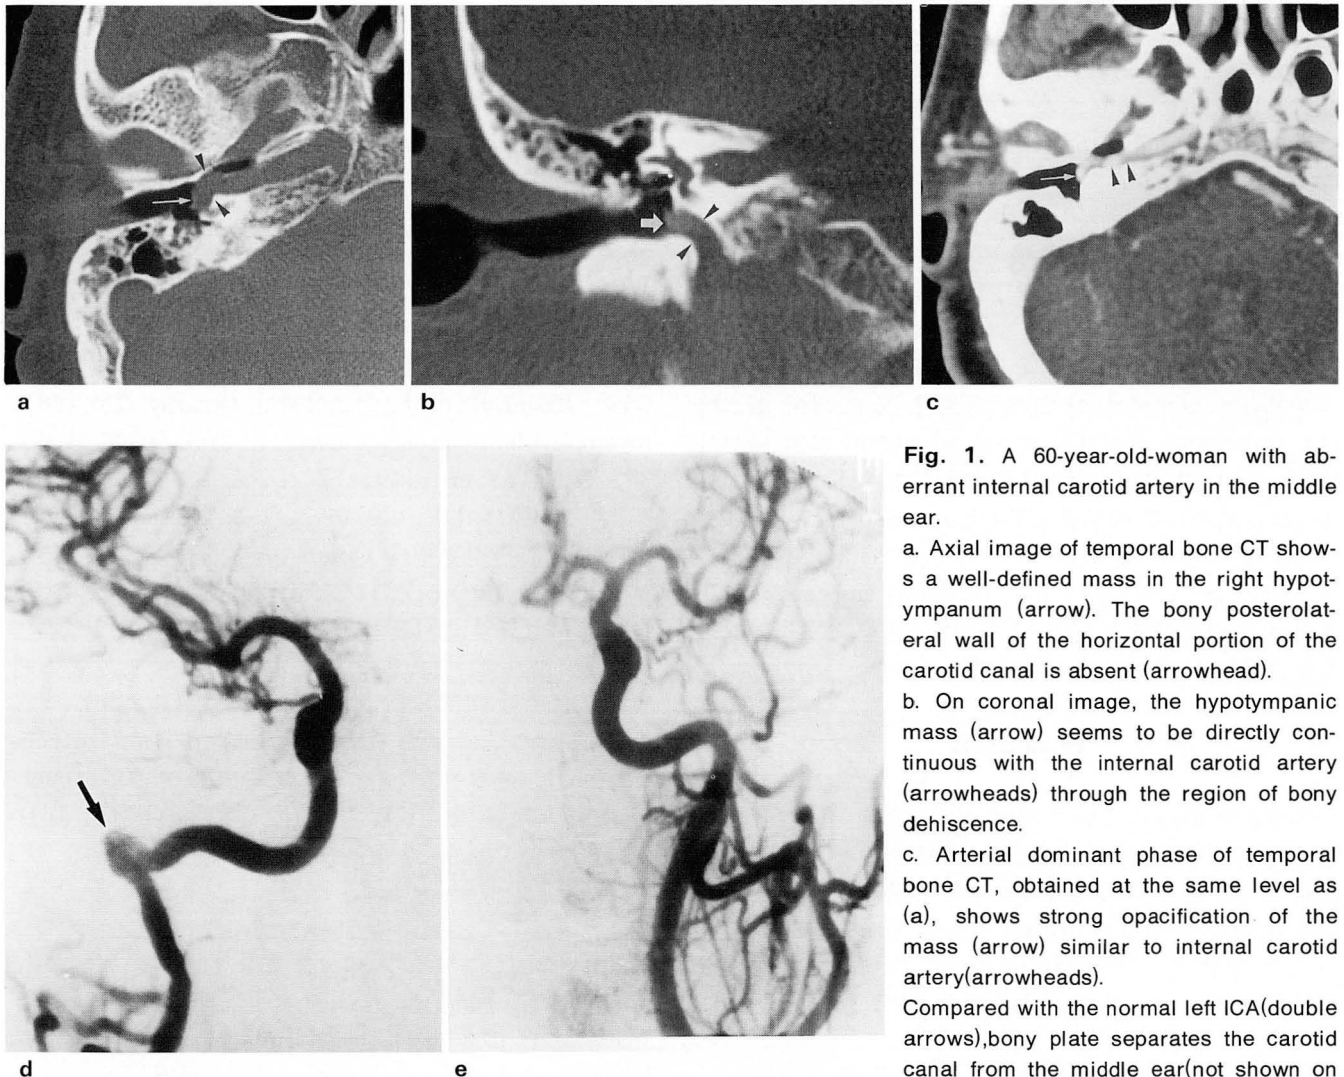 a
b
c
d
e
Fig. 1. A 60-year-old-woman with ab-
errant internal carotid artery in the middle
ear.
a. Axial image of temporal bone CT show-
s a well-defined mass in the right hypot-
ympanum (arrow). The bony posterolat-
eral wall of the horizontal portion of the
carotid canal is absent (arrowhead).
b. On coronal image, the hypotympanic
mass (arrow) seems to be directly con-
tinuous with the internal carotid artery
(arrowheads) through the region of bony
dehiscence.
c. Arterial dominant phase of temporal
bone CT, obtained at the same level as
(a), shows strong opacification of the
mass (arrow) similar to internal carotid
artery(arrowheads).
Compared with the normal left ICA(double
arrows),bony plate separates the carotid
canal from the middle ear(not shown on